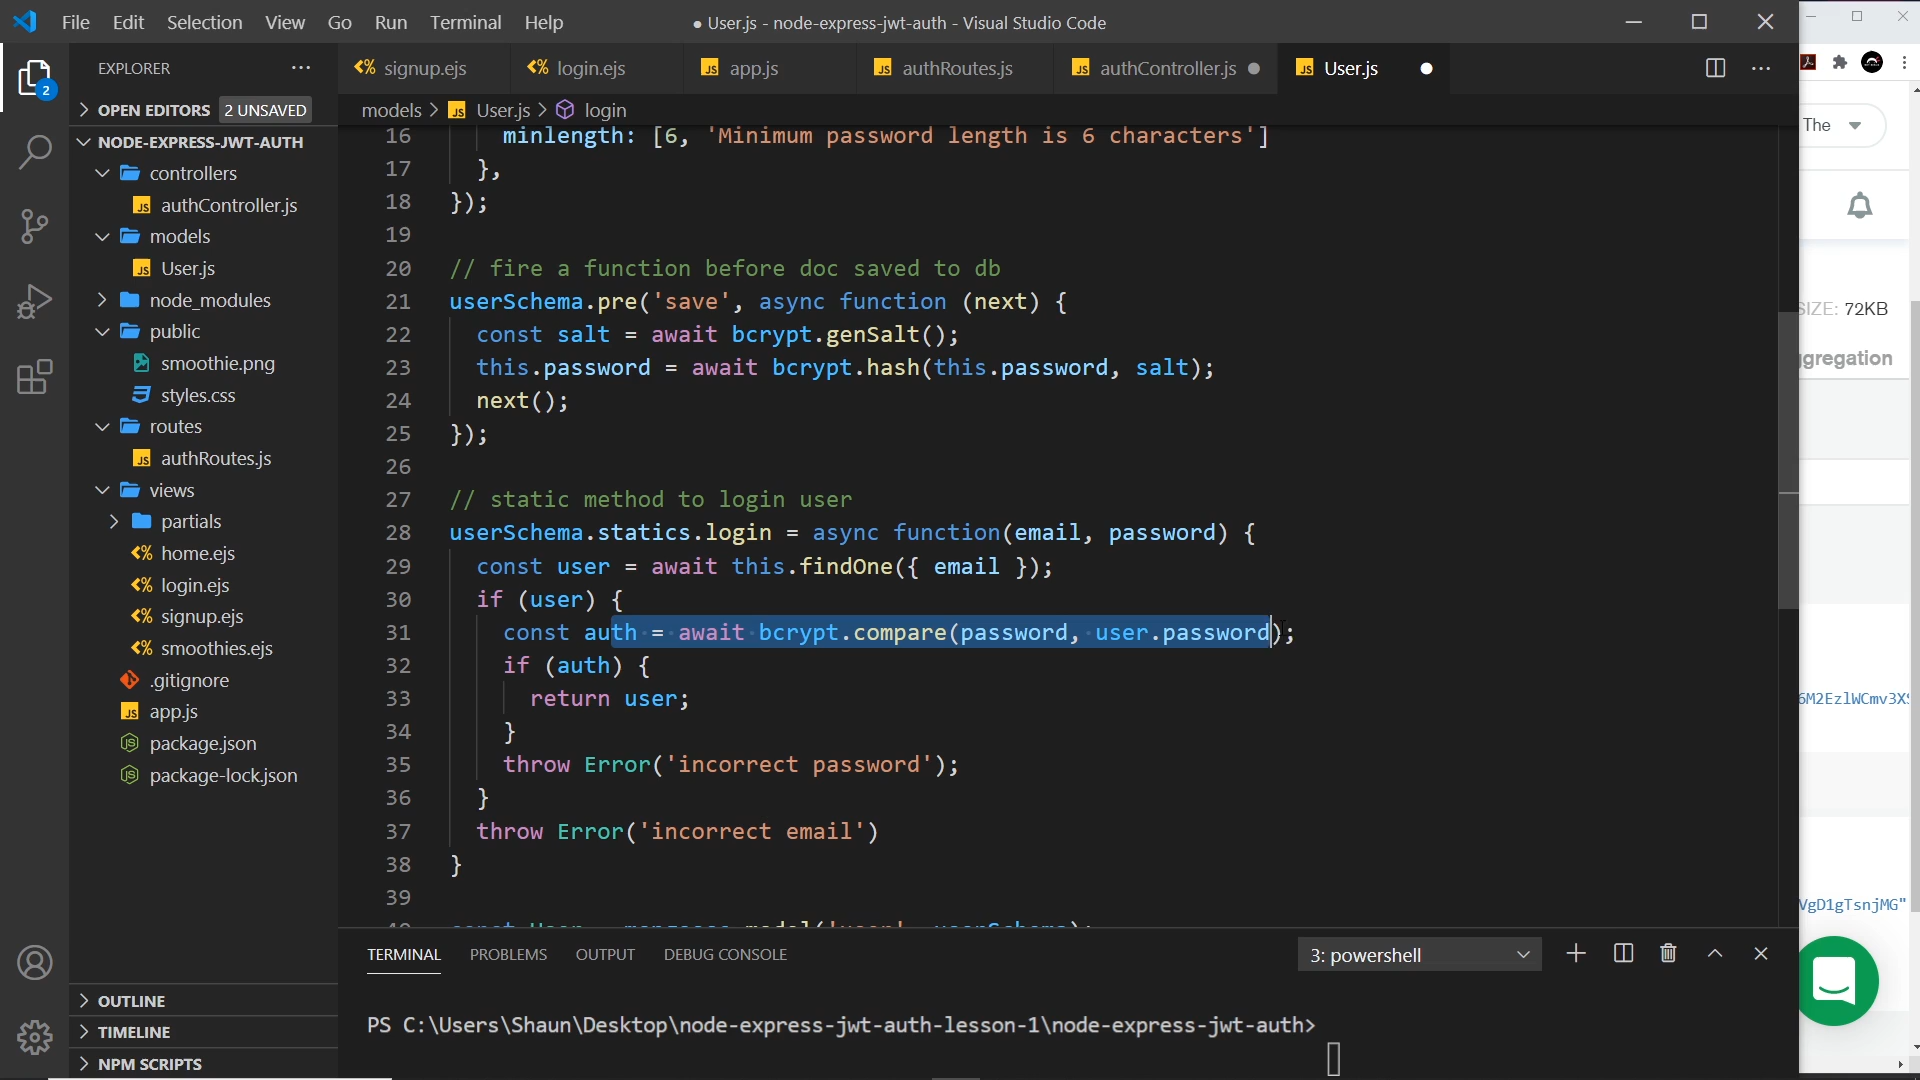 File Edit Selection View Go Run Terminal Help
● User.js - node-express-jwt-auth - Visual Studio Code
EXPLORER
signup.ejs
login.ejs
app.js
authRoutes.js
authController.js
User.js
OPEN EDITORS 2 UNSAVED
models > User.js > login
NODE-EXPRESS-JWT-AUTH
controllers
authController.js
models
User.js
node_modules
public
smoothie.png
styles.css
routes
authRoutes.js
views
partials
home.ejs
login.ejs
signup.ejs
smoothies.ejs
.gitignore
app.js
package.json
package-lock.json
OUTLINE
TIMELINE
NPM SCRIPTS
2
16 minlength: [6, 'Minimum password length is 6 characters']
17 },
18 });
19
20 // fire a function before doc saved to db
21 userSchema.pre('save', async function (next) {
22 const salt = await bcrypt.genSalt();
23 this.password = await bcrypt.hash(this.password, salt);
24 next();
25 });
26
27 // static method to login user
28 userSchema.statics.login = async function(email, password) {
29 const user = await this.findOne({ email });
30 if (user) {
31 const auth = await bcrypt.compare(password, user.password);
32 if (auth) {
33 return user;
34 }
35 throw Error('incorrect password');
36 }
37 throw Error('incorrect email')
38 }
39
TERMINAL PROBLEMS OUTPUT DEBUG CONSOLE
3: powershell
PS C:\Users\Shaun\Desktop\node-express-jwt-auth-lesson-1\node-express-jwt-auth>
The
SIZE: 72KB
ggregation
6M2EzlWCmv3X
VgD1gTsnjMG"